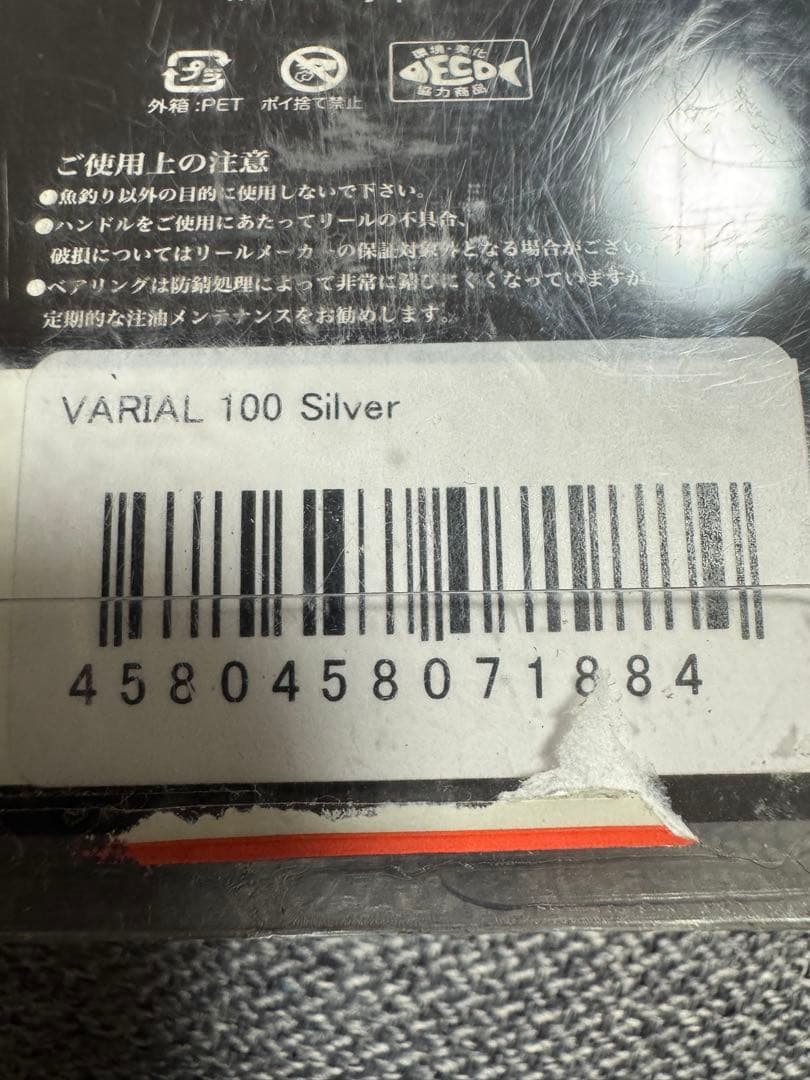 プラ
外箱:PET
ポイ捨て禁止
環境・美化
DECO
協力商品
ご使用上の注意
●魚釣り以外の目的に使用しないで下さい。
●ハンドルをご使用にあたってリールの不具合、
破損についてはリールメーカーの保証対象外となる場合がござい
●ベアリングは防錆処理によって非常に錆びにくくなっていますが
定期的な注油メンテナンスをお勧めします。
VARIAL 100 Silver
4580458071884